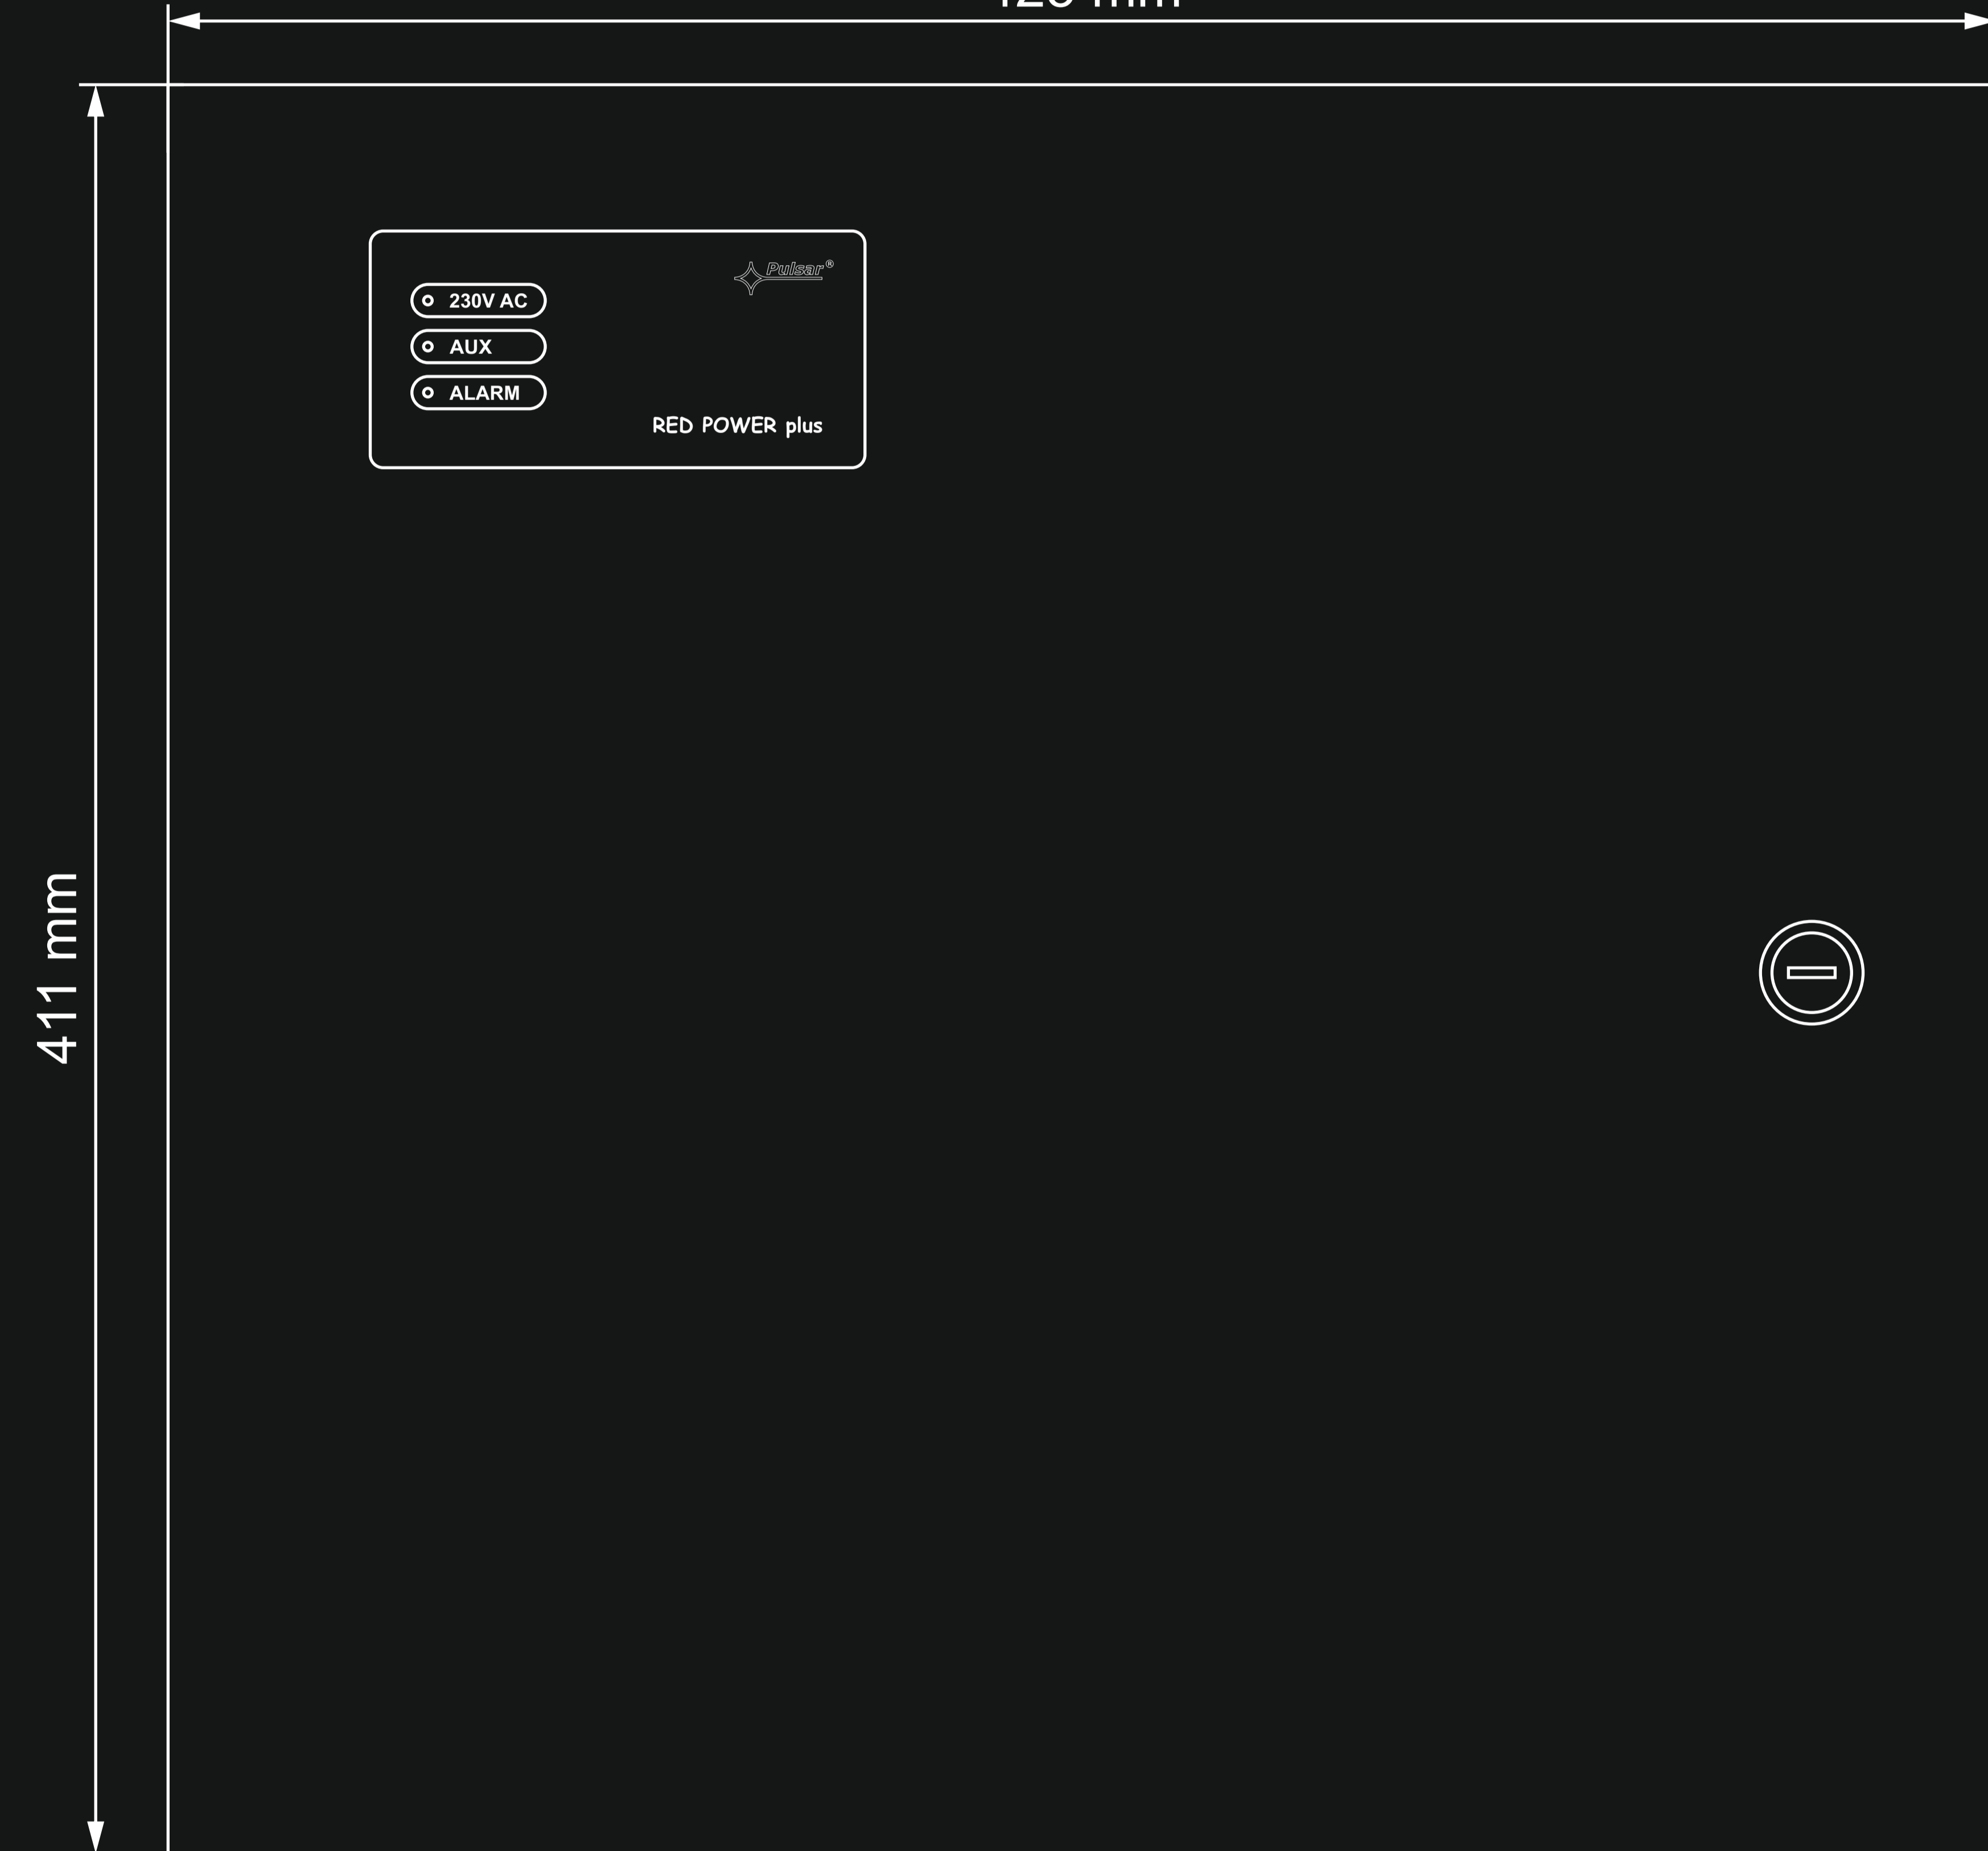 Pulsar®
230V AC
AUX
ALARM
RED POWER plus
411 mm